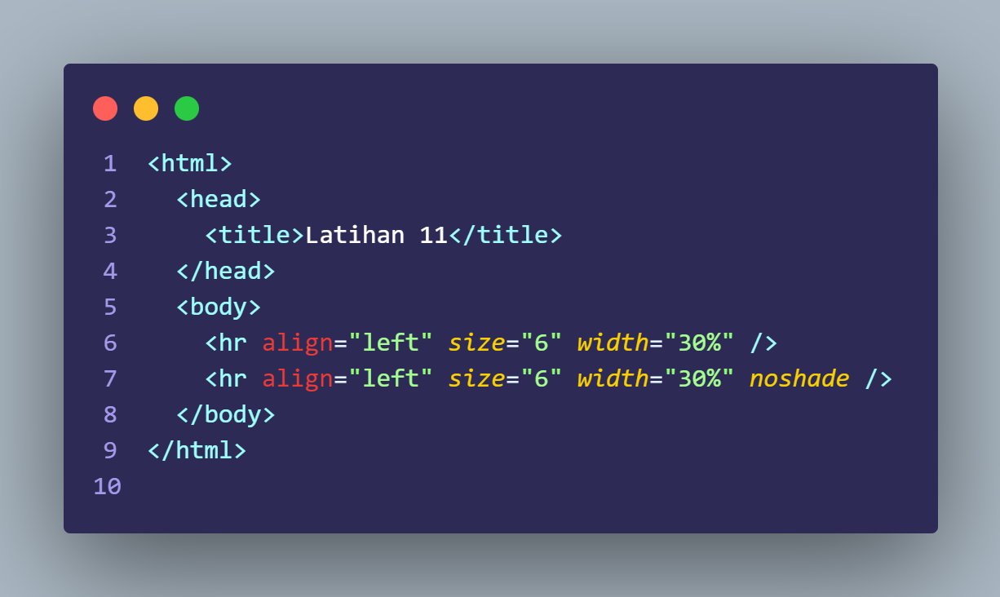 1 <html>
2   <head>
3     <title>Latihan 11</title>
4   </head>
5   <body>
6     <hr align="left" size="6" width="30%" />
7     <hr align="left" size="6" width="30%" noshade />
8   </body>
9 </html>
10